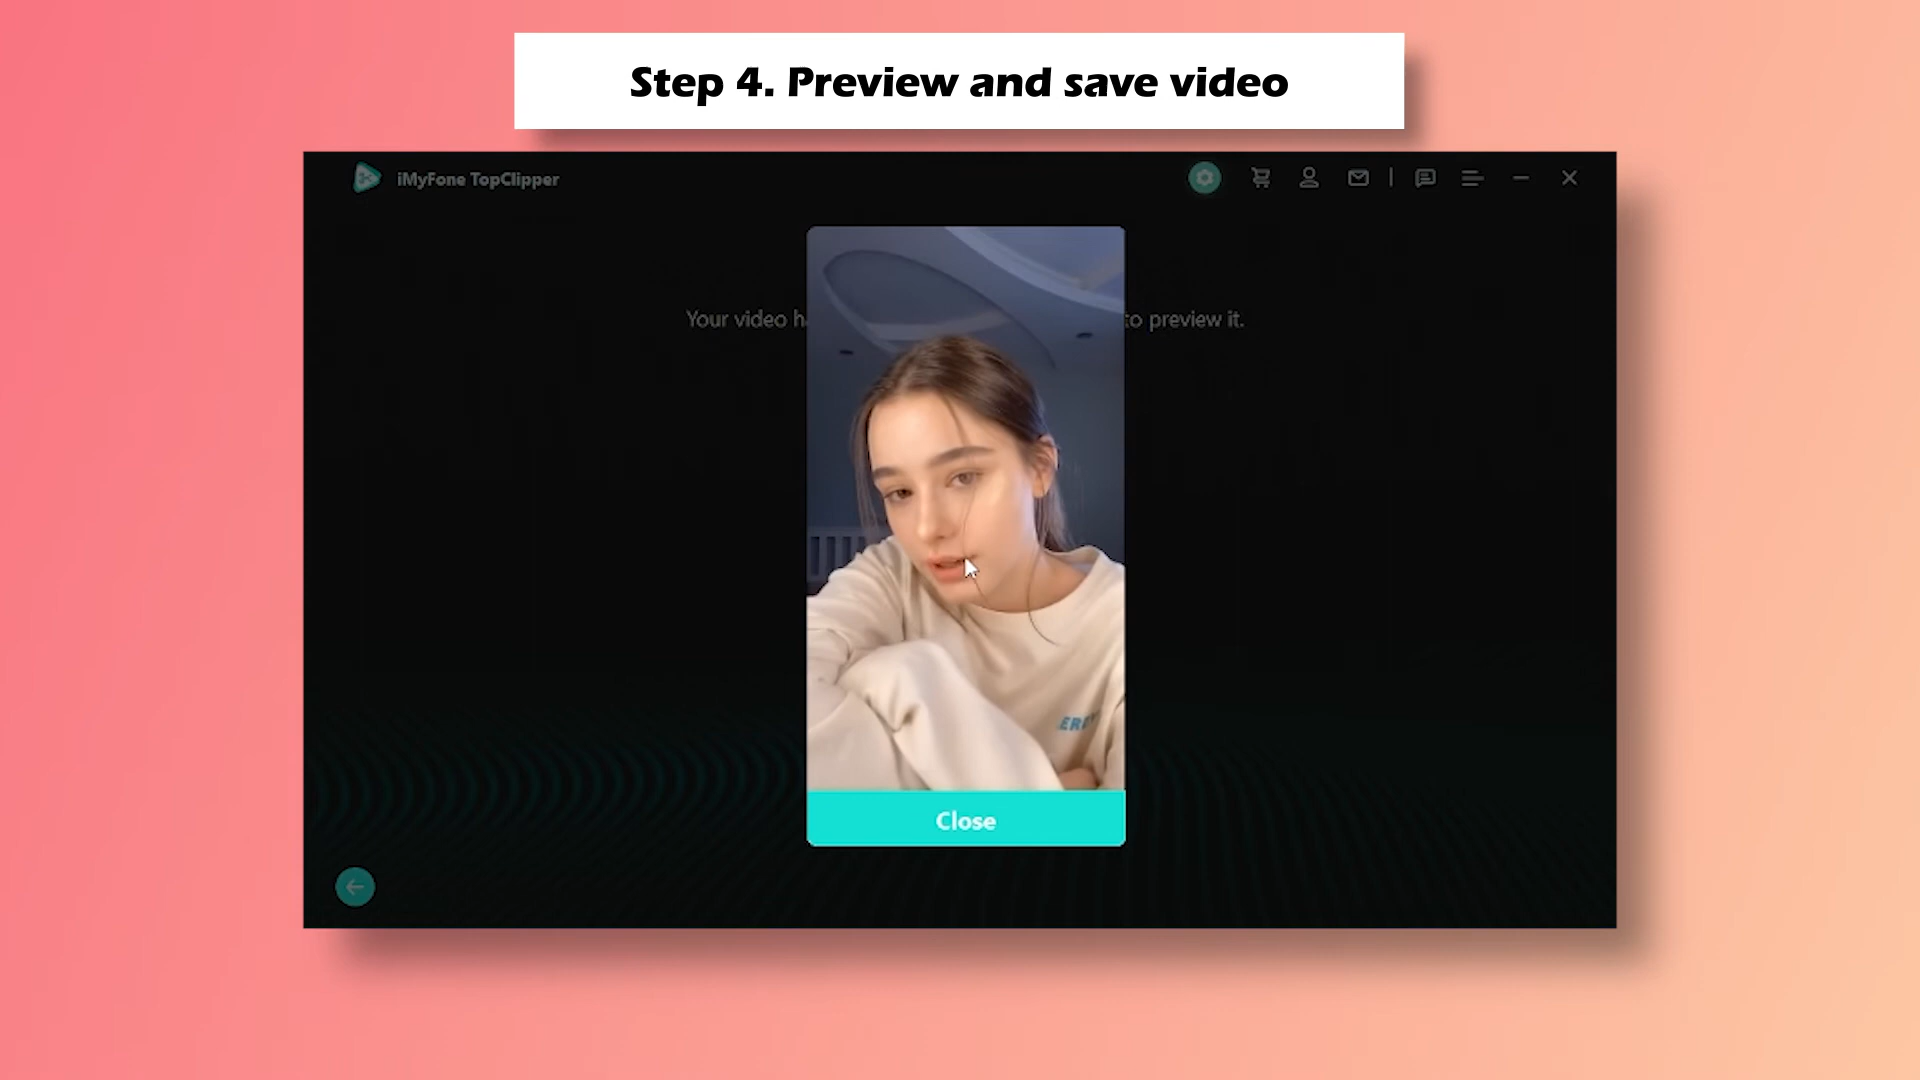 Step 4. Preview and save video
iMyFone TopClipper
Your video to preview it.
Close